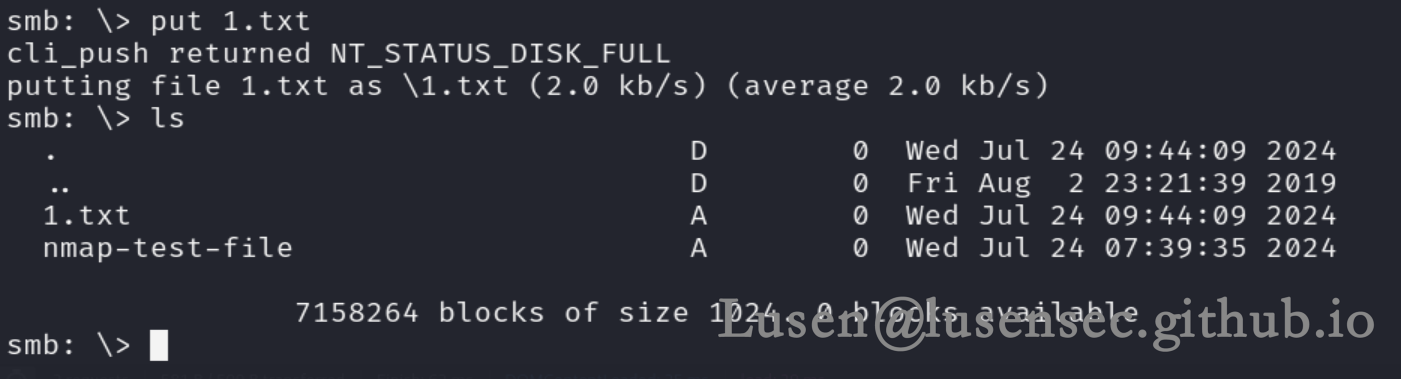 smb: \> put 1.txt
cli_push returned NT_STATUS_DISK_FULL
putting file 1.txt as \1.txt (2.0 kb/s) (average 2.0 kb/s)
smb: \> ls
. D 0 Wed Jul 24 09:44:09 2024
.. D 0 Fri Aug 2 23:21:39 2019
1.txt A 0 Wed Jul 24 09:44:09 2024
nmap-test-file A 0 Wed Jul 24 07:39:35 2024
7158264 blocks of size 1024. 0 blocks available
Lusen@lusensec.github.io
smb: \>